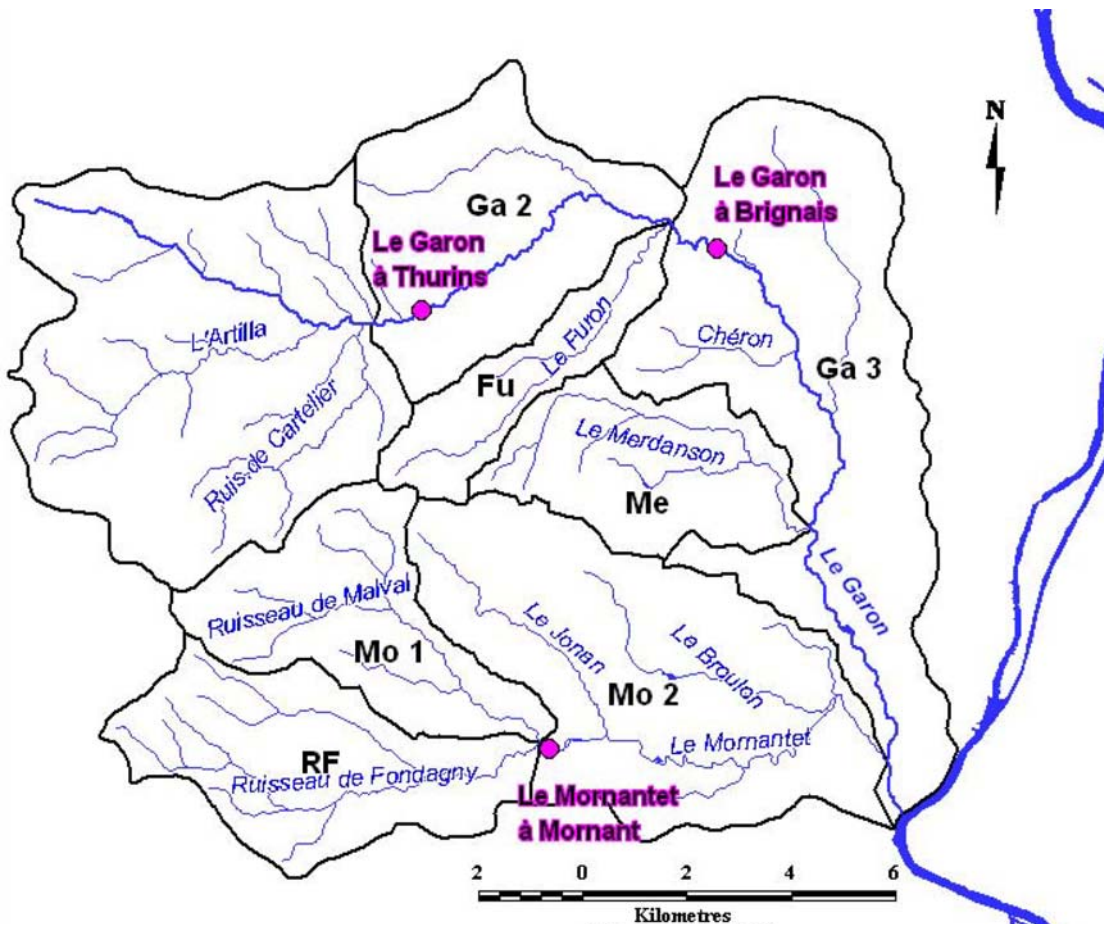 N
Ga 2
Le Garon
à Brignais
Le Garon
à Thurins
L'Artilla
Chéron
Le Furon
Ga 3
Fu
Ruis. de Cartelier
Le Merdanson
Me
Le Garon
Ruisseau de Malval
Le Jonan
Mo 1
Le Broulon
Mo 2
Le Mornantet
RF
Ruisseau de Fondagny
Le Mornantet
à Mornant
2 0 2 4 6
Kilometres